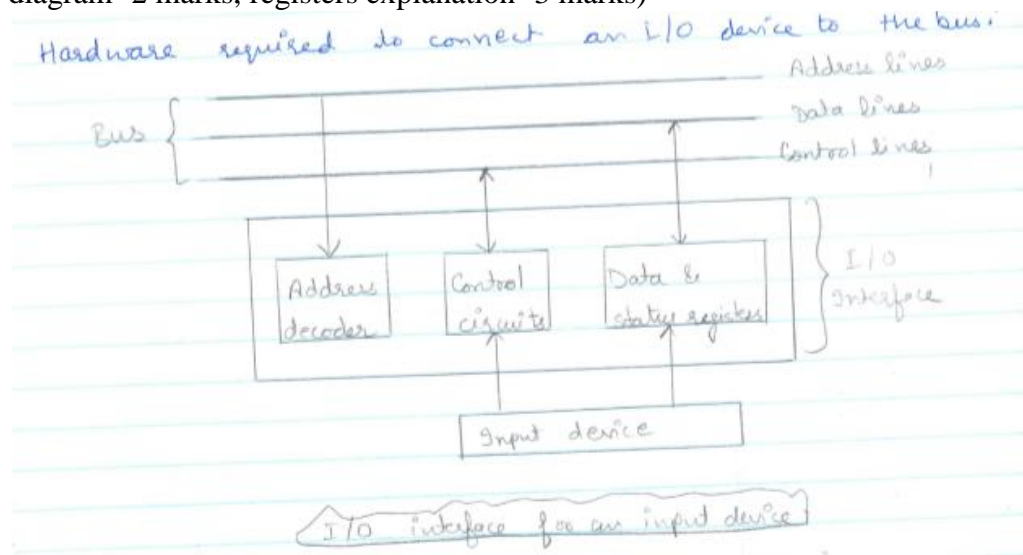 diagram -2 marks, registers explanation -3 marks)
Hardware required to connect an I/O device to the bus.
Address lines
Data lines
Bus
Control lines
Address decoder
Control circuits
Data & status registers
I/O Interface
Input device
I/O interface for an input device